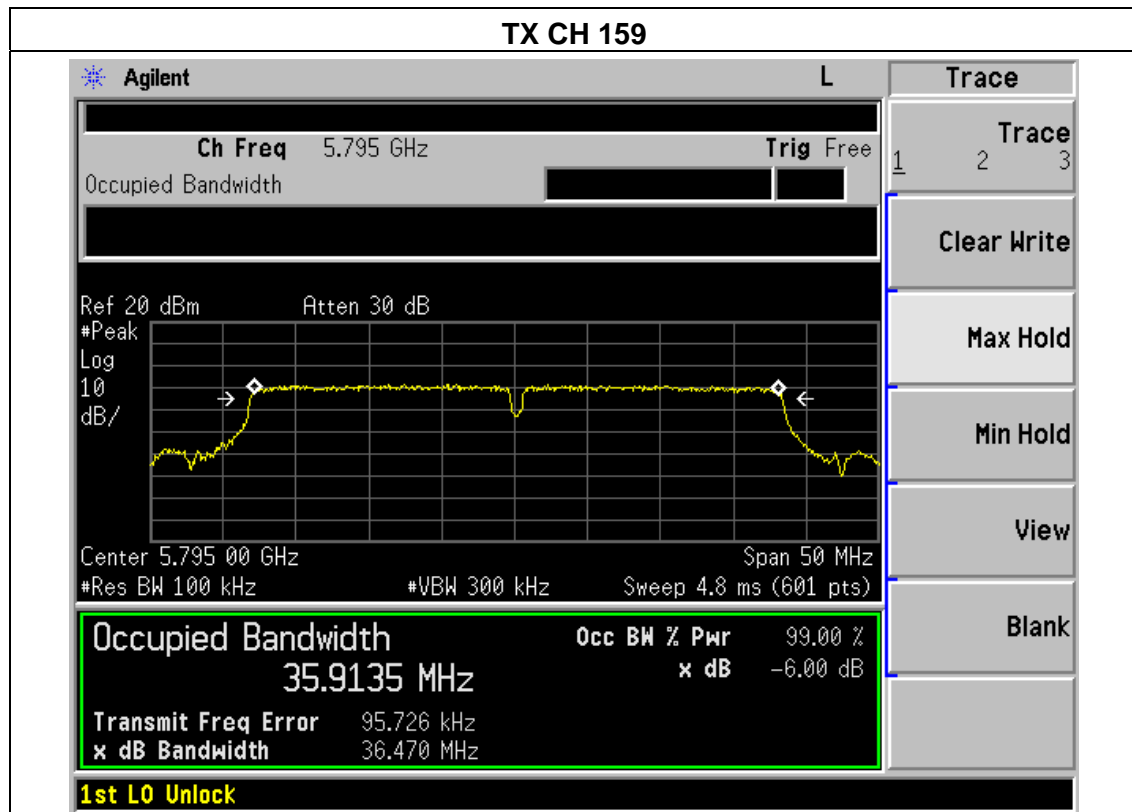 TX CH 159
Agilent L Trace
Ch Freq 5.795 GHz Trig Free
Occupied Bandwidth
Trace
1 2 3
Clear Write
Max Hold
Min Hold
View
Blank
Ref 20 dBm Atten 30 dB
#Peak
Log
10
dB/
Center 5.795 00 GHz Span 50 MHz
#Res BW 100 kHz #VBW 300 kHz Sweep 4.8 ms (601 pts)
Occupied Bandwidth Occ BW % Pwr 99.00 %
35.9135 MHz x dB -6.00 dB
Transmit Freq Error 95.726 kHz
x dB Bandwidth 36.470 MHz
1st LO Unlock